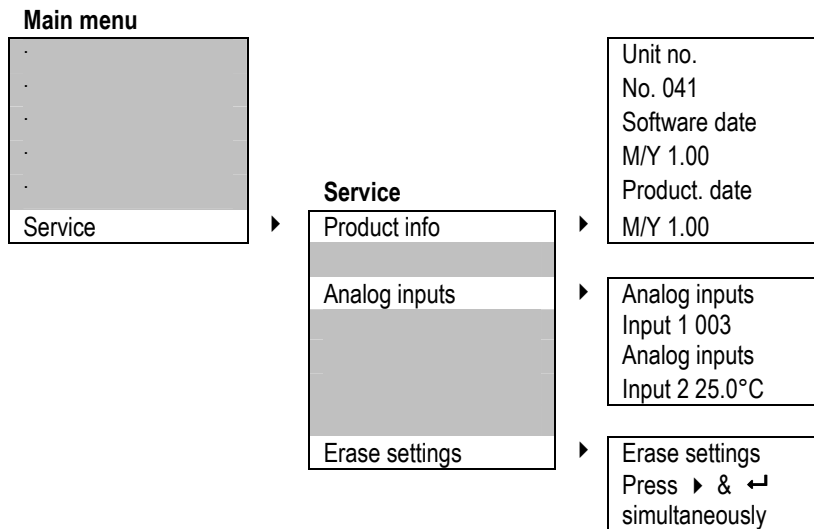 Main menu
.
.
.
.
.
Service
Service
Product info
Analog inputs
Erase settings
Unit no.
No. 041
Software date
M/Y 1.00
Product. date
M/Y 1.00
Analog inputs
Input 1 003
Analog inputs
Input 2 25.0°C
Erase settings
Press ▶ & ↵
simultaneously